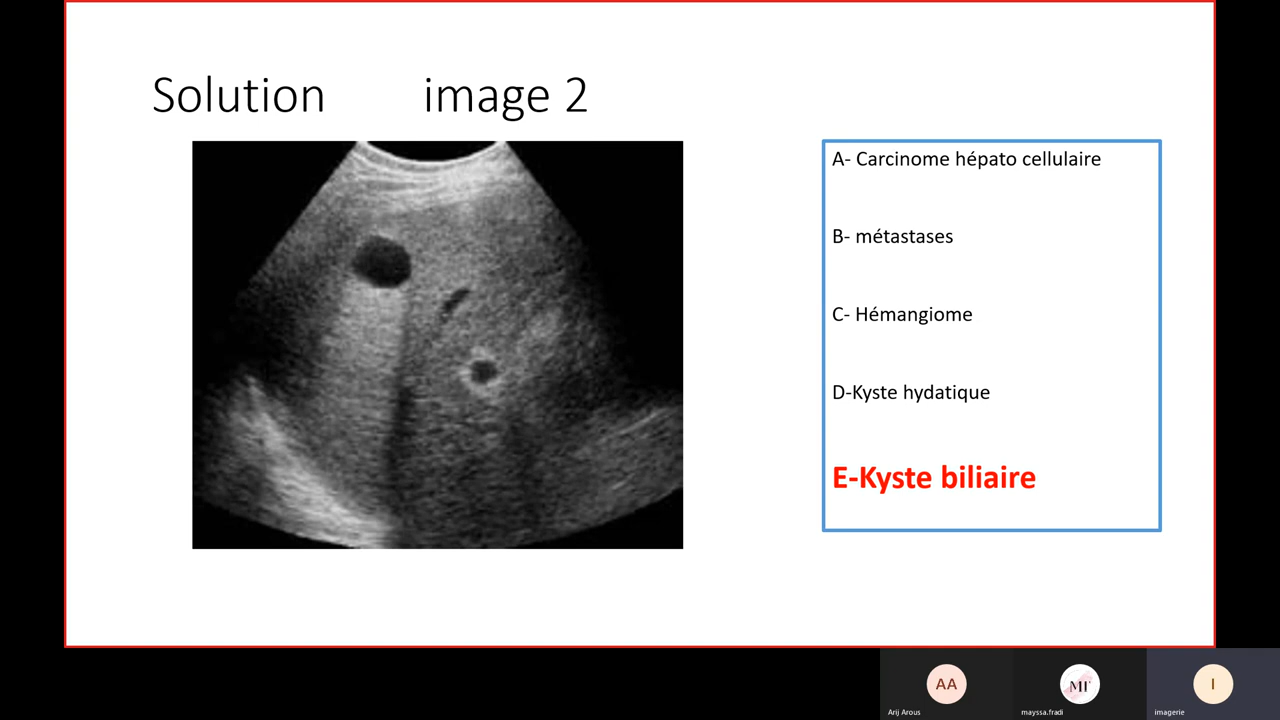 Solution image 2
A- Carcinome hépato cellulaire
B- métastases
C- Hémangiome
D-Kyste hydatique
E-Kyste biliaire
AA
MF
I
Arij Arous
mayssa.fradi
imagerie